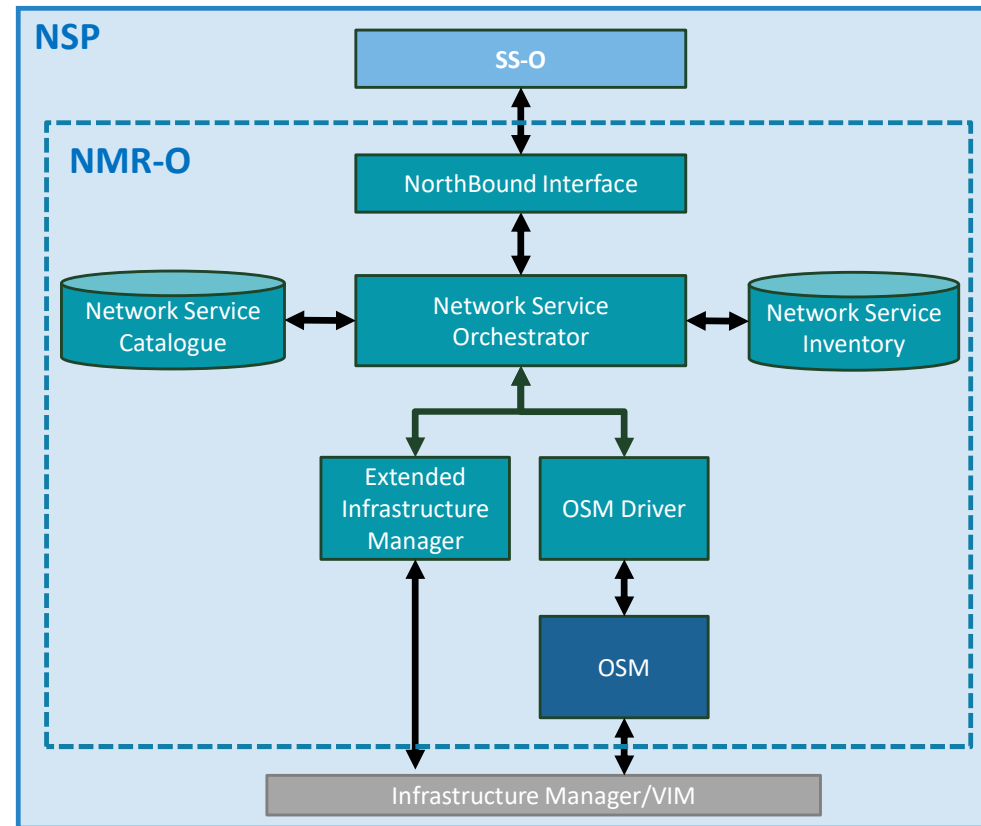 NSP
SS-O
NMR-O
NorthBound Interface
Network Service
Catalogue
Network Service
Orchestrator
Network Service
Inventory
Extended
Infrastructure
Manager
OSM Driver
OSM
Infrastructure Manager/VIM